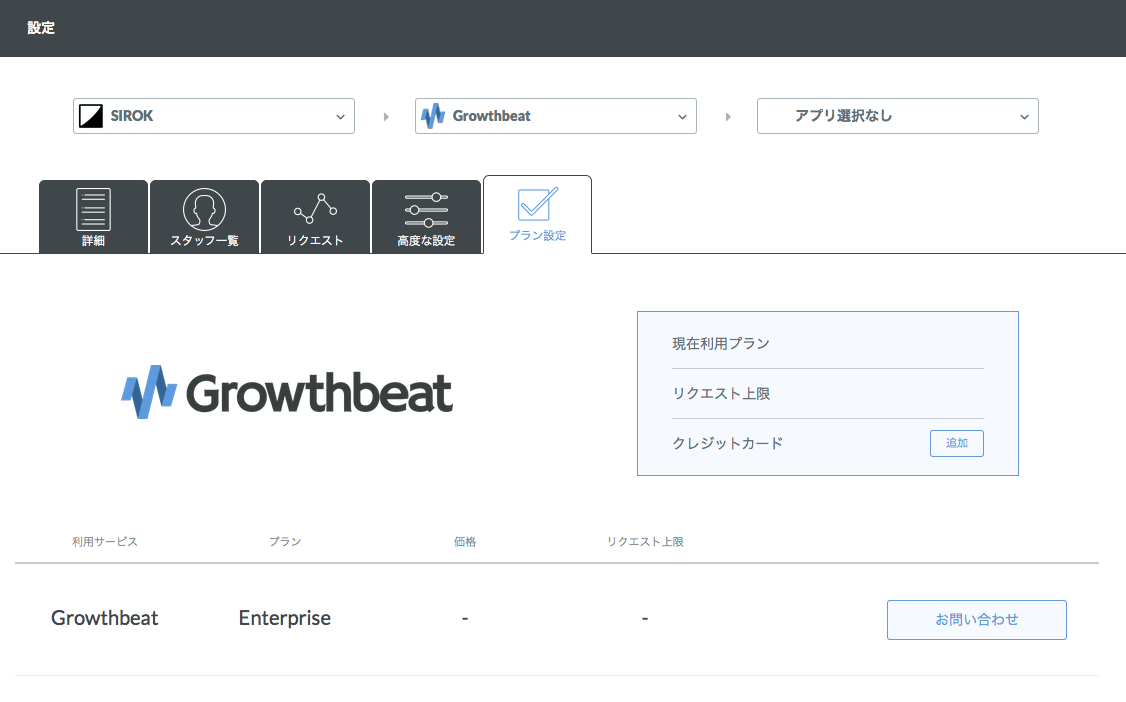 設定
SIROK
Growthbeat
アプリ選択なし
詳細
スタッフ一覧
リクエスト
高度な設定
プラン設定
Growthbeat
現在利用プラン
リクエスト上限
クレジットカード 追加
利用サービス プラン 価格 リクエスト上限
Growthbeat Enterprise - - お問い合わせ